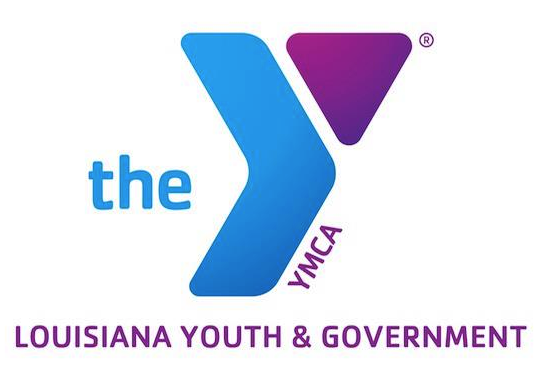 the
®
YMCA
LOUISIANA YOUTH & GOVERNMENT